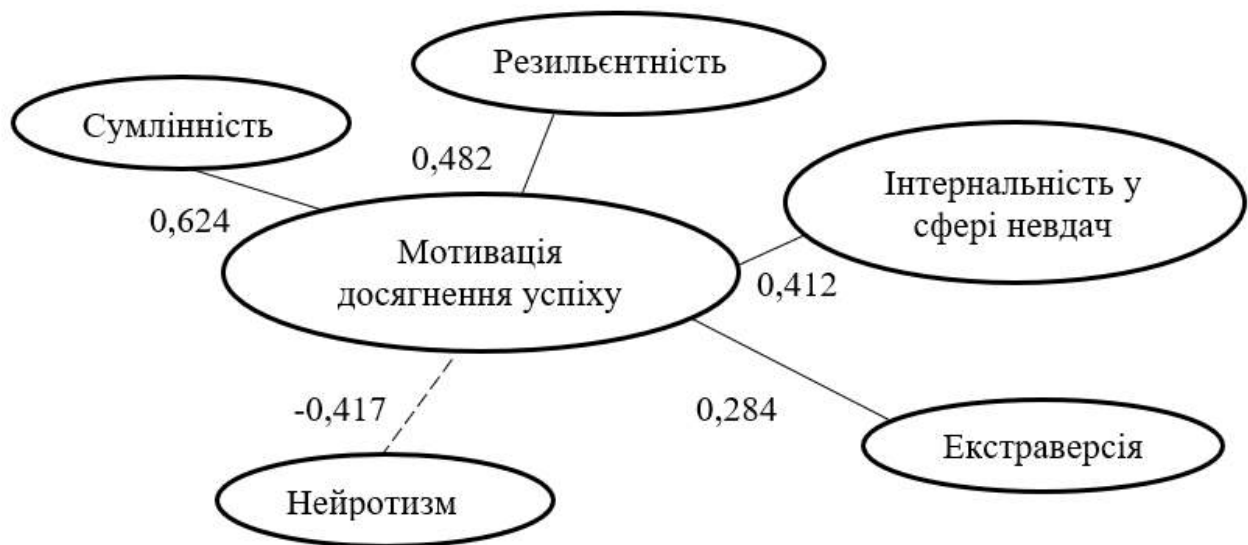 Резильєнтність
Сумлінність
0,482
Інтернальність у
сфері невдач
0,624
Мотивація
досягнення успіху
0,412
-0,417
0,284
Екстраверсія
Нейротизм